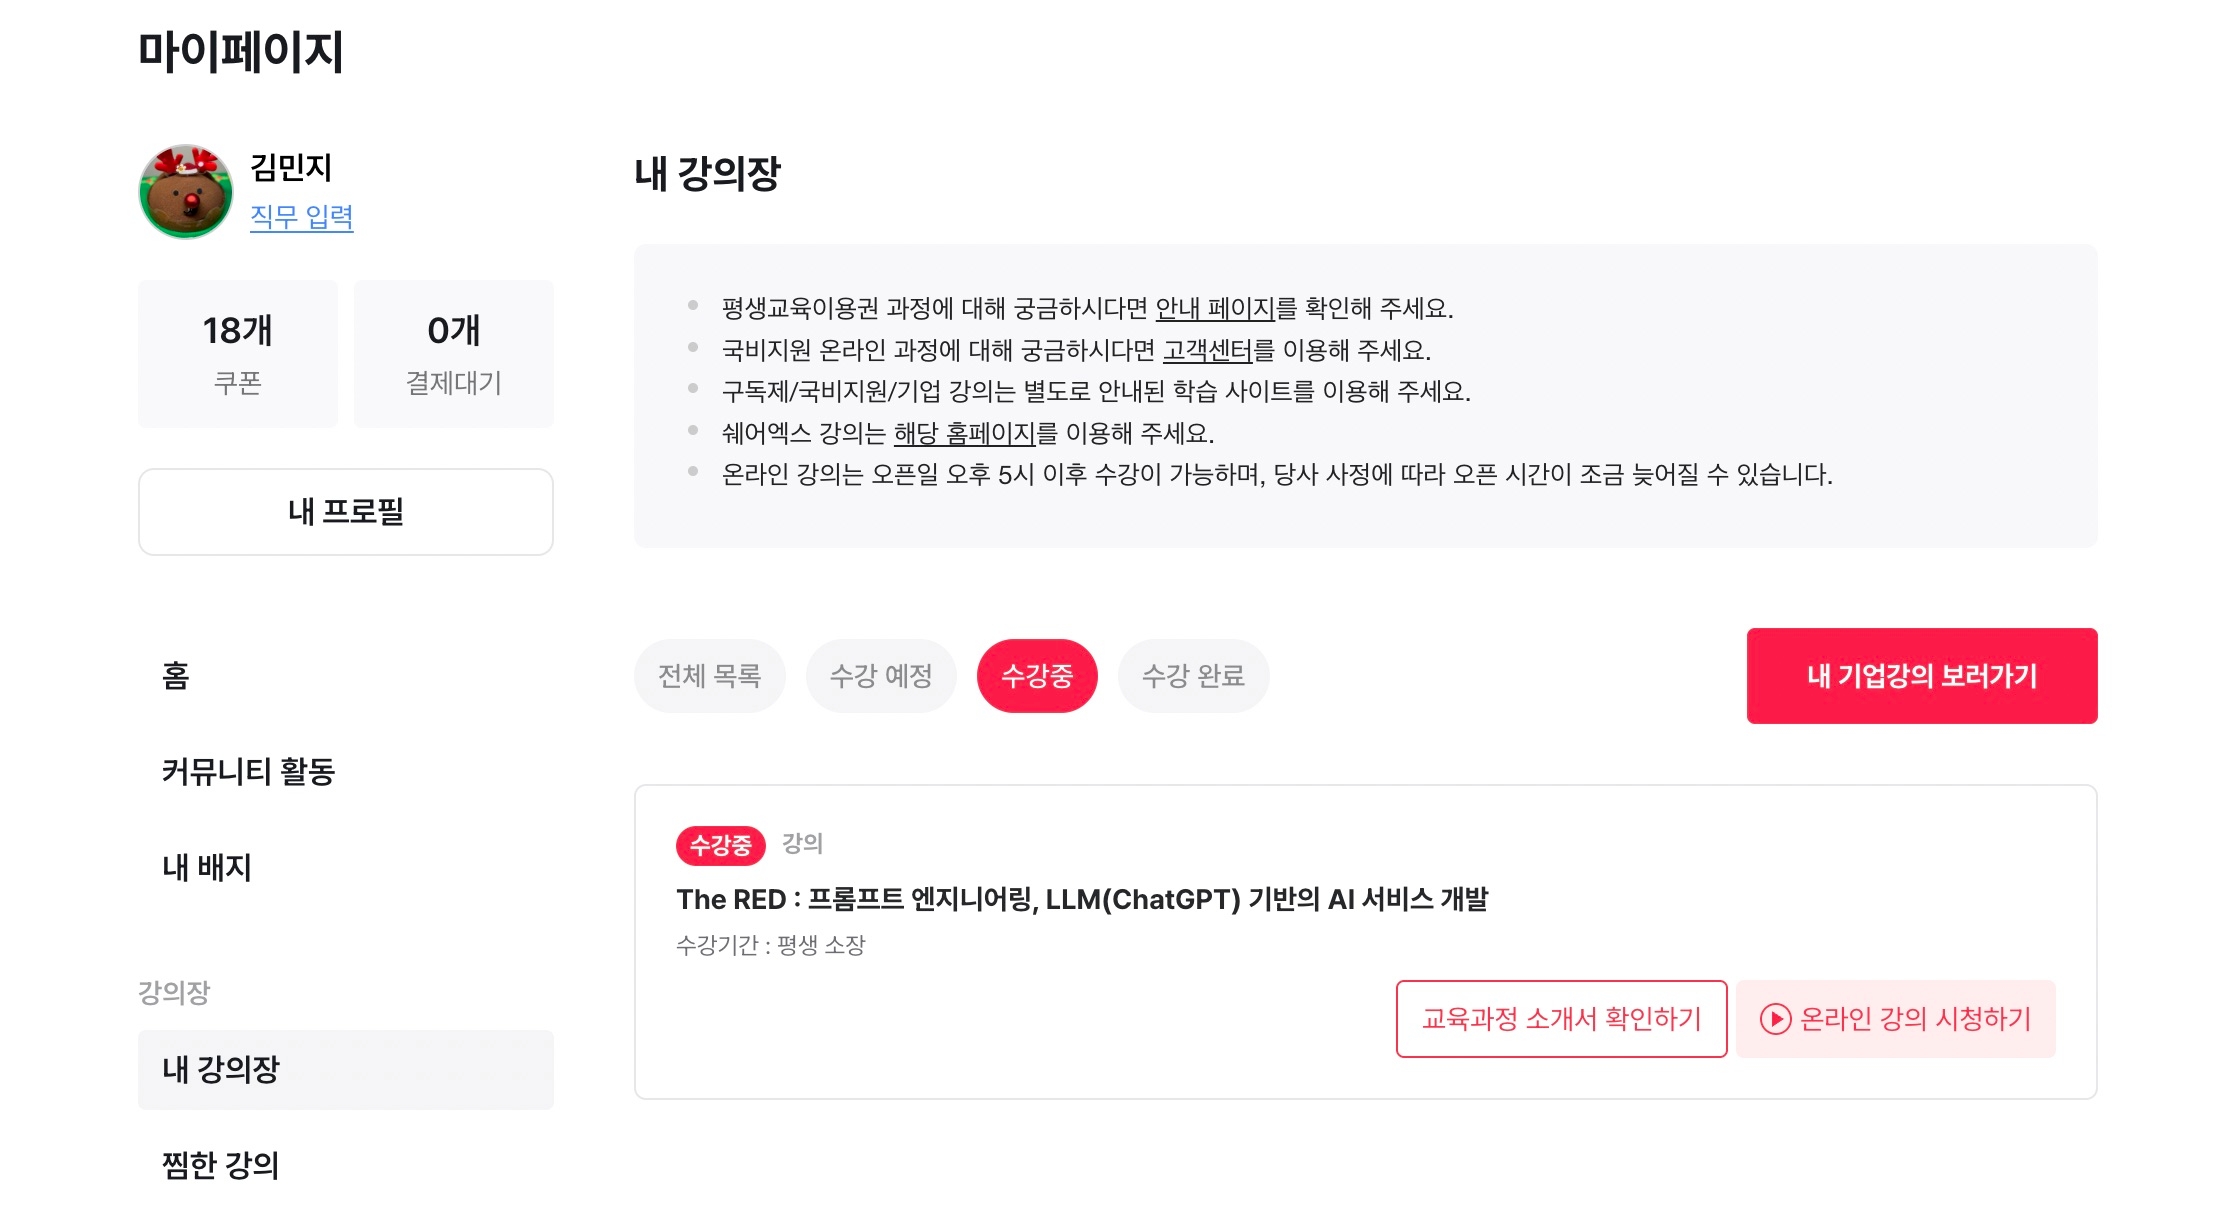 마이페이지
김민지
직무 입력
18개
쿠폰
0개
결제대기
내 프로필
홈
커뮤니티 활동
내 배지
강의장
내 강의장
찜한 강의
내 강의장
평생교육이용권 과정에 대해 궁금하시다면 안내 페이지를 확인해 주세요.
국비지원 온라인 과정에 대해 궁금하시다면 고객센터를 이용해 주세요.
구독제/국비지원/기업 강의는 별도로 안내된 학습 사이트를 이용해 주세요.
쉐어엑스 강의는 해당 홈페이지를 이용해 주세요.
온라인 강의는 오픈일 오후 5시 이후 수강이 가능하며, 당사 사정에 따라 오픈 시간이 조금 늦어질 수 있습니다.
전체 목록 수강 예정 수강중 수강 완료 내 기업강의 보러가기
수강중 강의
The RED : 프롬프트 엔지니어링, LLM(ChatGPT) 기반의 AI 서비스 개발
수강기간 : 평생 소장
교육과정 소개서 확인하기 온라인 강의 시청하기